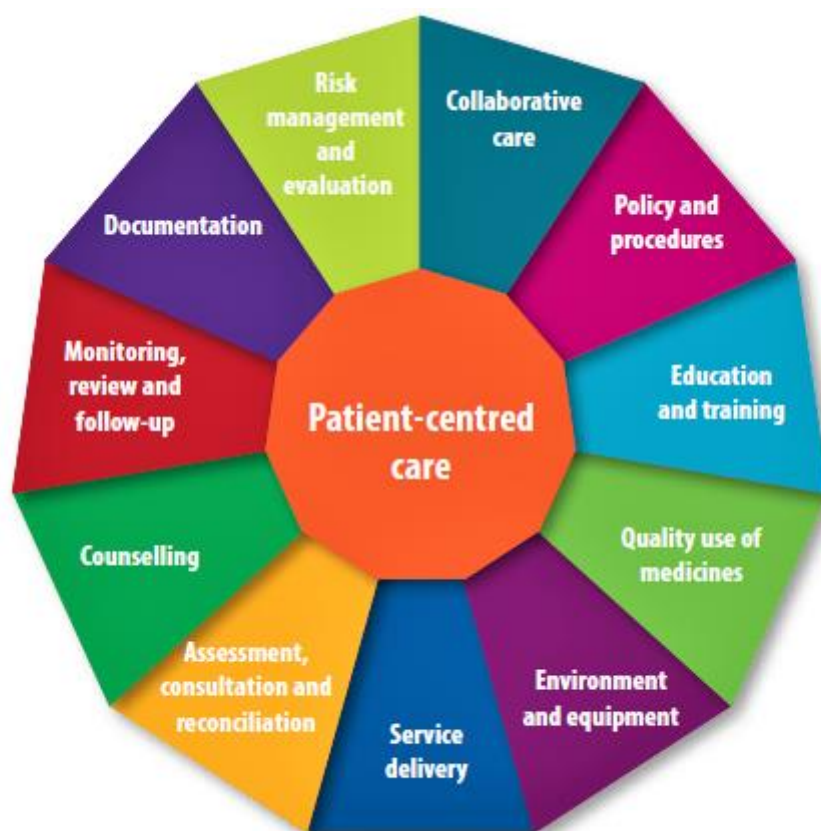 Risk
management
and
evaluation
Collaborative
care
Policy and
procedures
Education
and training
Quality use of
medicines
Environment
and equipment
Service
delivery
Assessment,
consultation and
reconciliation
Counselling
Monitoring,
review and
follow-up
Documentation
Patient-centred
care